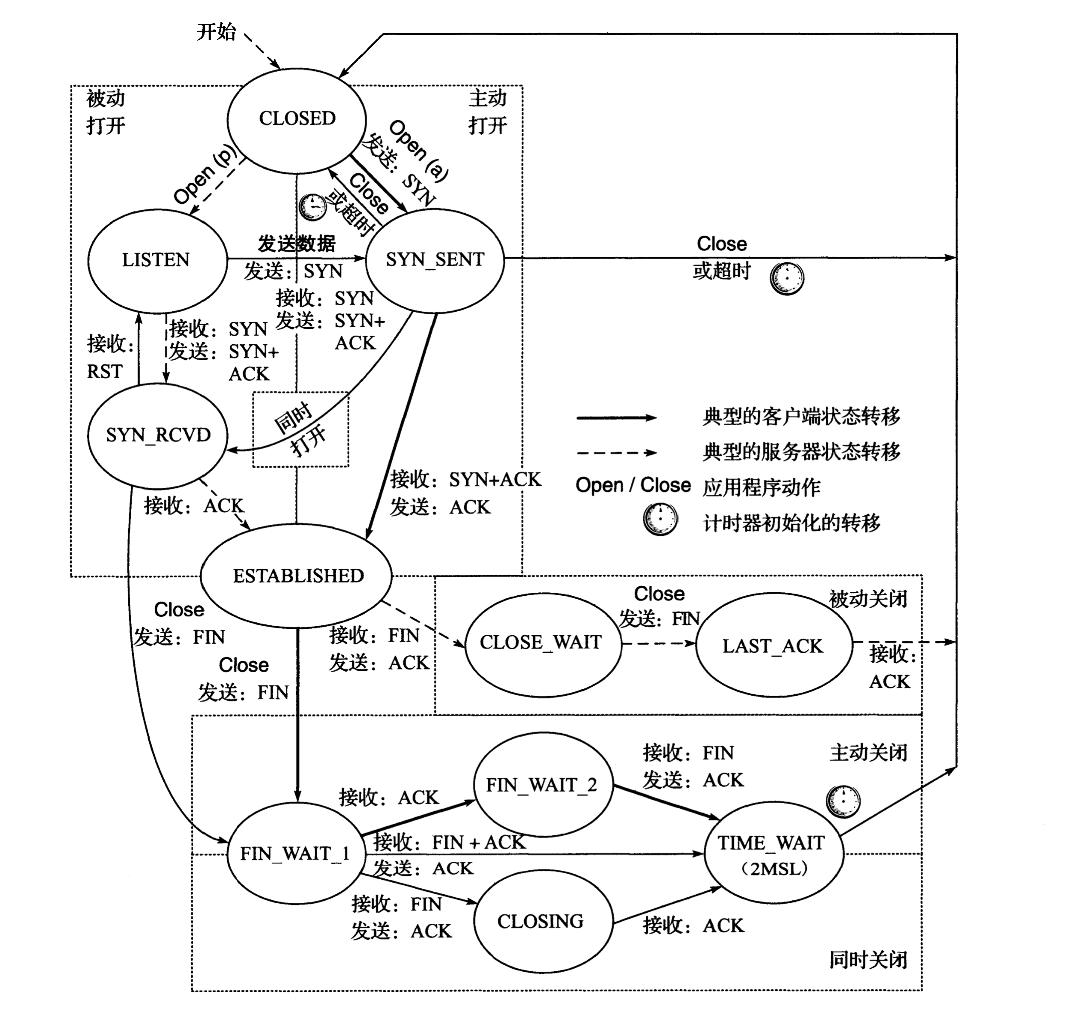 开始
被动
打开
主动
打开
CLOSED
Open (p)
Open (a)
发送：SYN
Close
或超时
LISTEN
发送数据
发送：SYN
SYN_SENT
Close
或超时
接收：SYN
发送：SYN+
ACK
接收：SYN
发送：SYN+
ACK
接收：
RST
SYN_RCVD
同时
打开
接收：ACK
接收：SYN+ACK
发送：ACK
典型的客户端状态转移
典型的服务器状态转移
Open / Close 应用程序动作
计时器初始化的转移
ESTABLISHED
Close
发送：FIN
接收：FIN
发送：ACK
Close
发送：FIN
CLOSE_WAIT
Close
发送：FIN
LAST_ACK
被动关闭
接收：
ACK
主动关闭
FIN_WAIT_1
接收：ACK
FIN_WAIT_2
接收：FIN
发送：ACK
接收：FIN + ACK
发送：ACK
TIME_WAIT
（2MSL）
接收：FIN
发送：ACK
CLOSING
接收：ACK
同时关闭